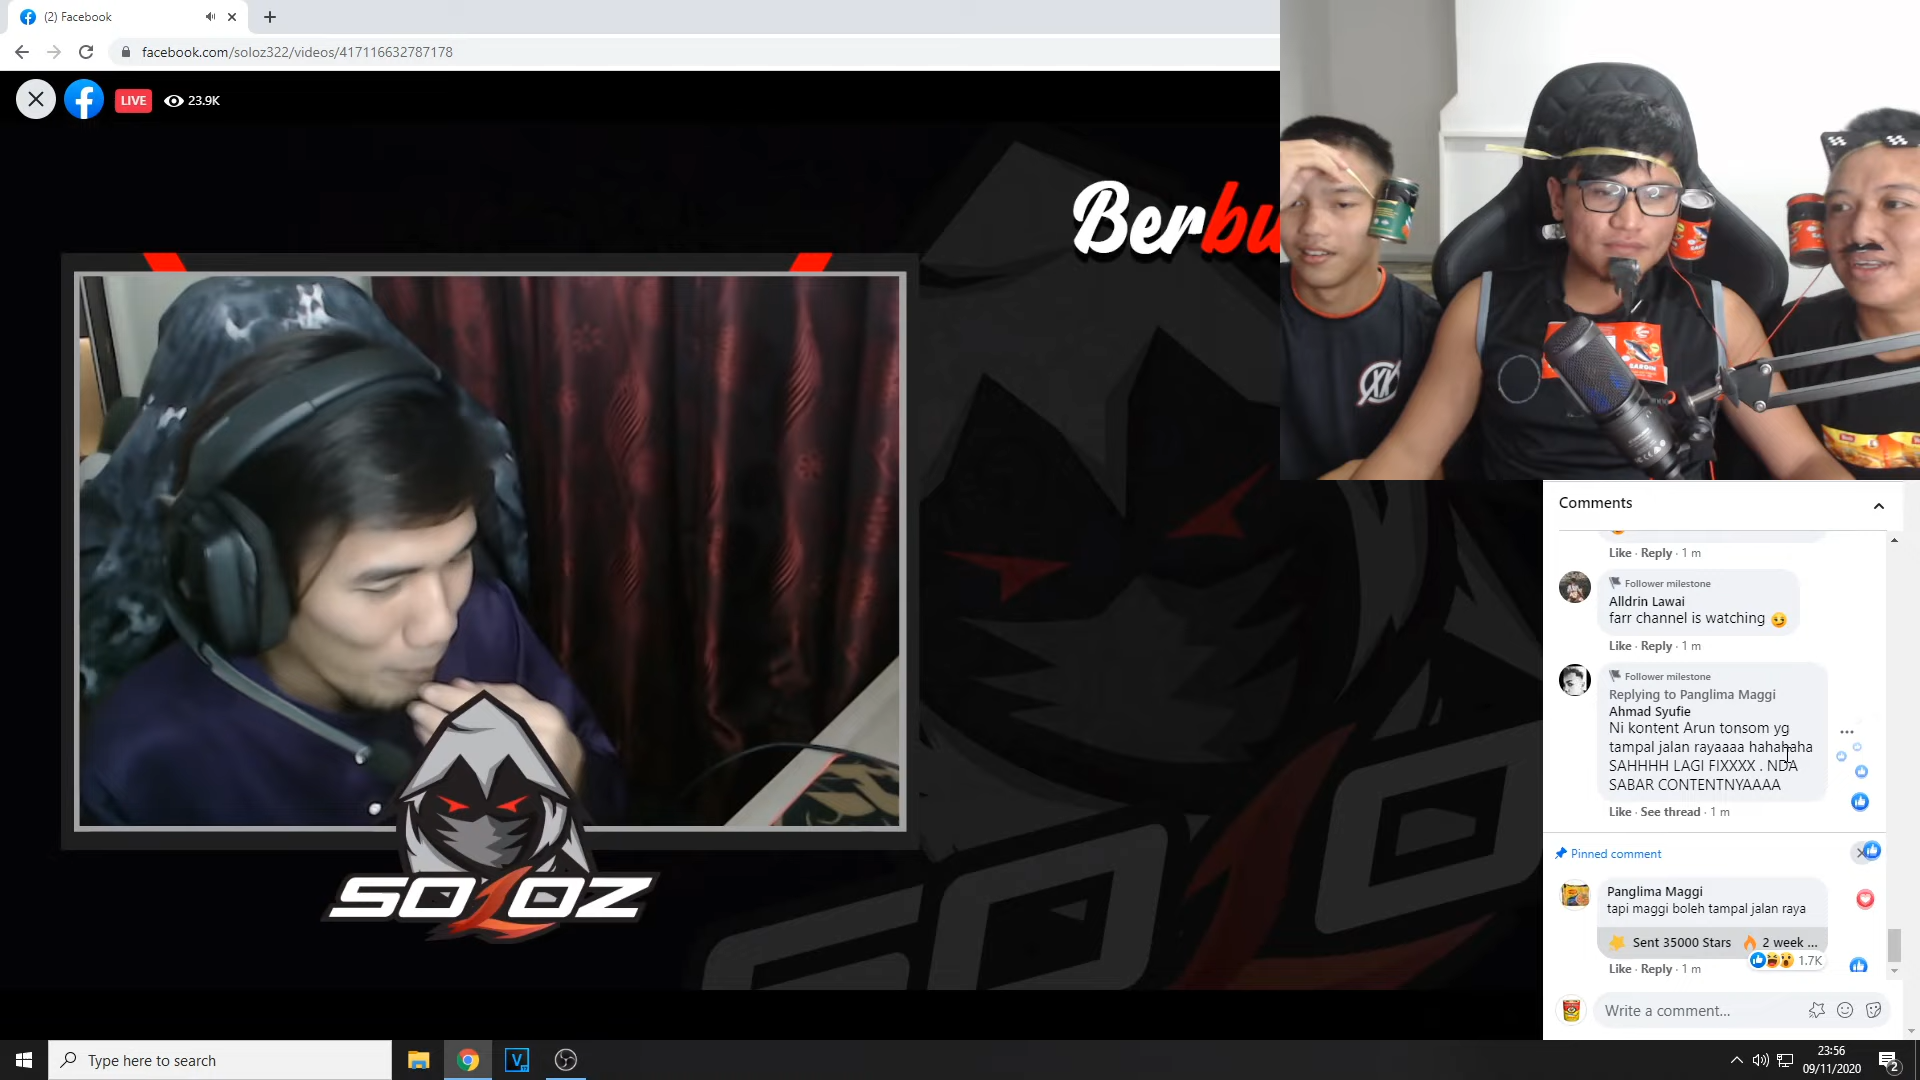 (2) Facebook
facebook.com/soloz322/videos/417116632787178
LIVE
23.9K
Berbu
SOLOZ
Comments
Like · Reply · 1 m
Follower milestone
Alldrin Lawai
farr channel is watching
Like · Reply · 1 m
Follower milestone
Replying to Panglima Maggi
Ahmad Syufie
Ni kontent Arun tonsom yg
tampal jalan rayaaaa hahahaha
SAHHHH LAGI FIXXXX . NDA
SABAR CONTENTNYAAAA
Like · See thread · 1 m
Pinned comment
Panglima Maggi
tapi maggi boleh tampal jalan raya
Sent 35000 Stars
2 week ...
1.7K
Like · Reply · 1 m
Write a comment...
Type here to search
V
23:56
09/11/2020
2